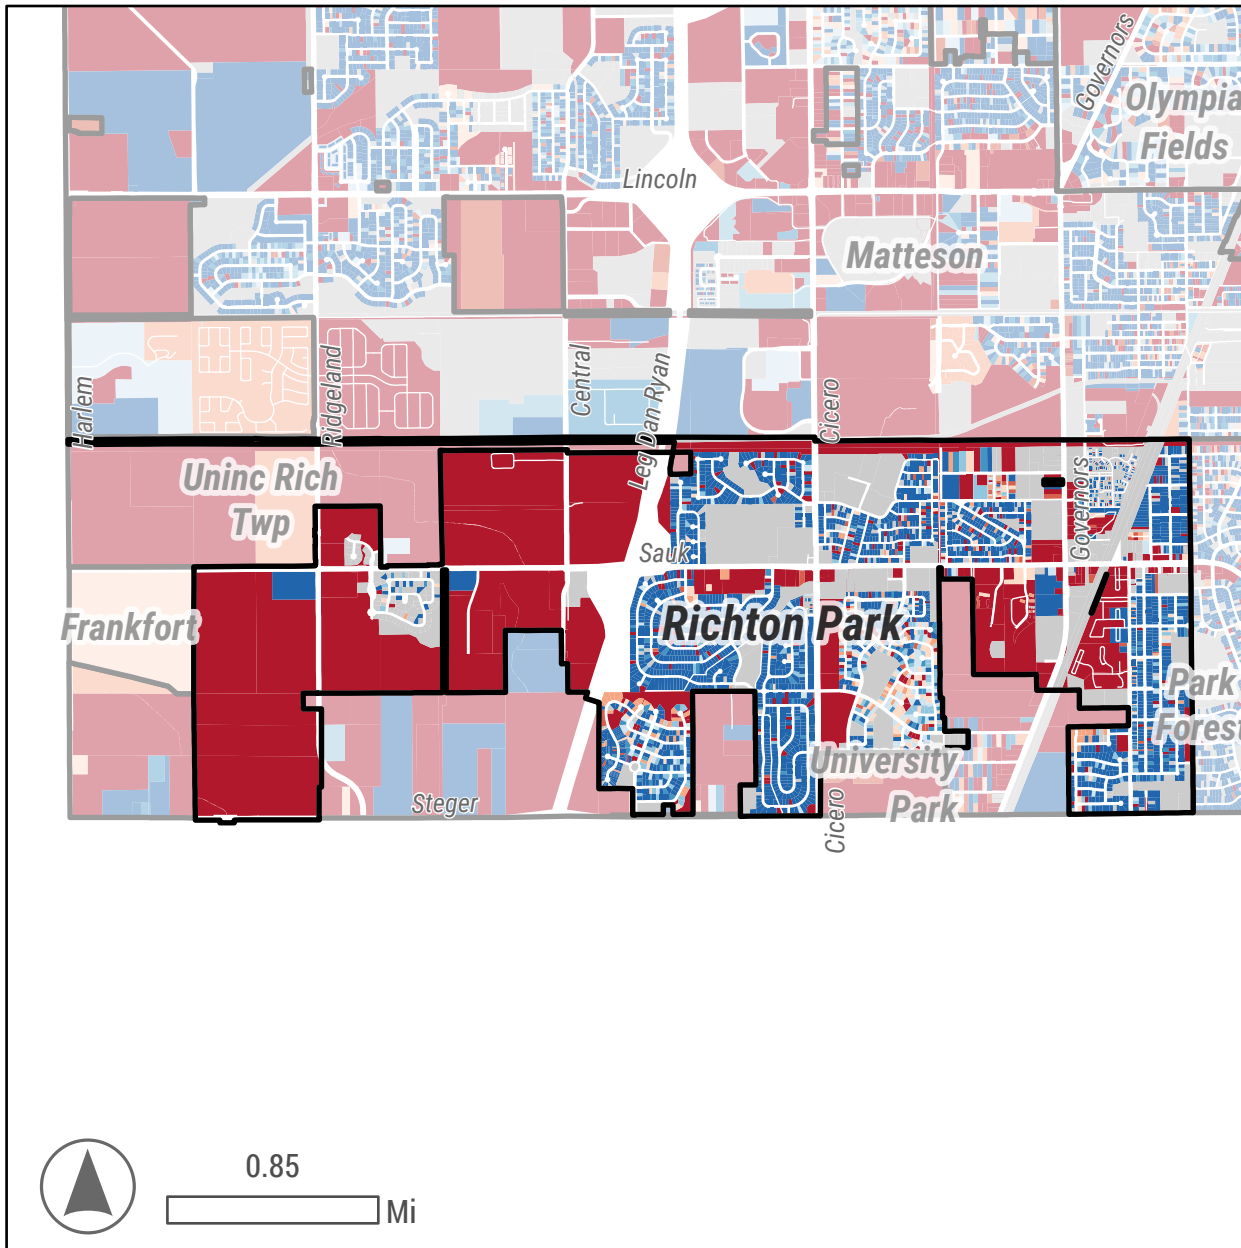 Governors
Olympia
Fields
Lincoln
Matteson
Harlem
Ridgeland
Central
Leg Dan Ryan
Cicero
Uninc Rich
Twp
Governors
Sauk
Frankfort
Richton Park
Park
Forest
University
Park
Steger
Cicero
0.85
Mi